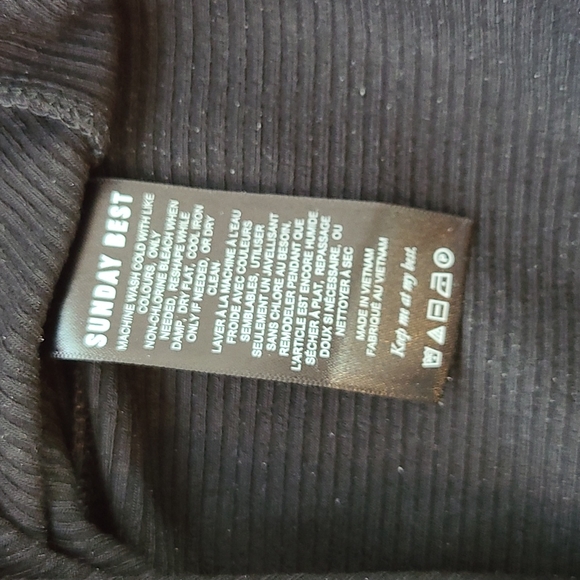 SUNDAY BEST
MACHINE WASH COLD WITH LIKE
COLOURS, ONLY
NON-CHLORINE BLEACH WHEN
NEEDED, RESHAPE WHILE
DAMP, DRY FLAT, COOL IRON
ONLY IF NEEDED, OR DRY
CLEAN.
LAVER À LA MACHINE À L'EAU
FROIDE AVEC COULEURS
SEMBLABLES, UTILISER
SEULEMENT UN JAVELLISANT
SANS CHLORE AU BESOIN.
REMODELER PENDANT QUE
L'ARTICLE EST ENCORE HUMIDE.
SÉCHER À PLAT, REPASSAGE
DOUX SI NÉCESSAIRE, OU
NETTOYER À SEC
MADE IN VIETNAM
FABRIQUÉ AU VIETNAM
Keep me at my best.